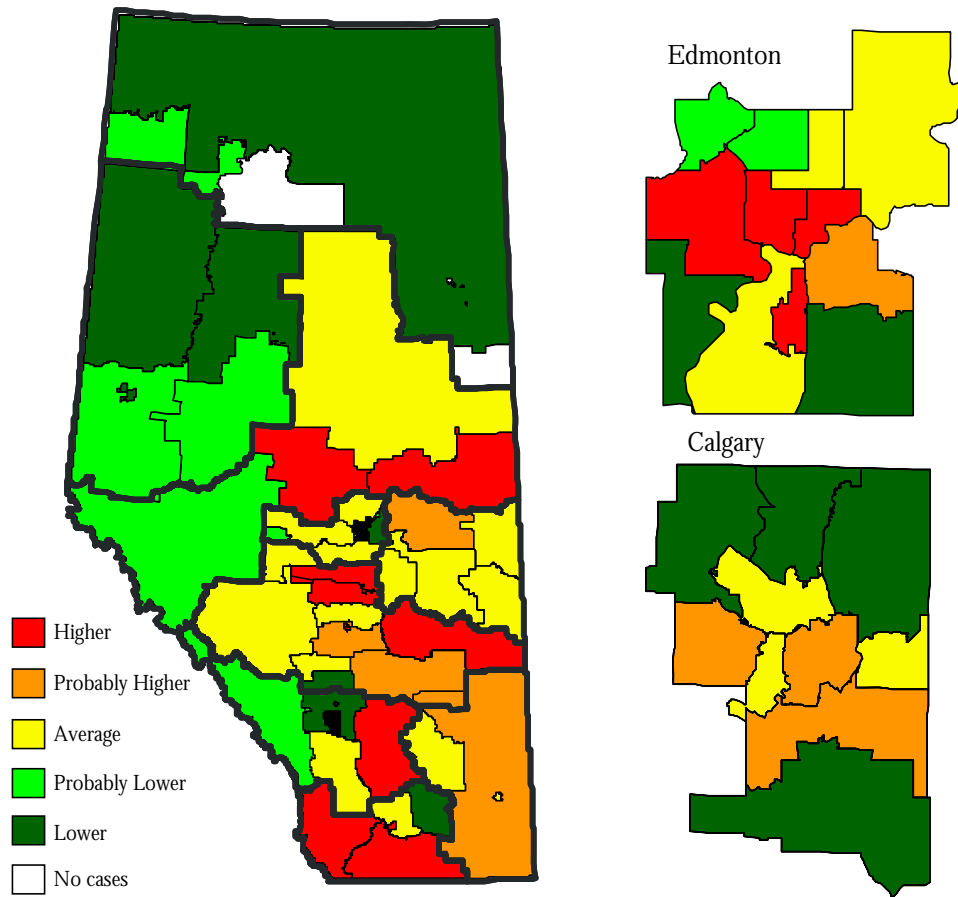 Edmonton
Calgary
Higher
Probably Higher
Average
Probably Lower
Lower
No cases